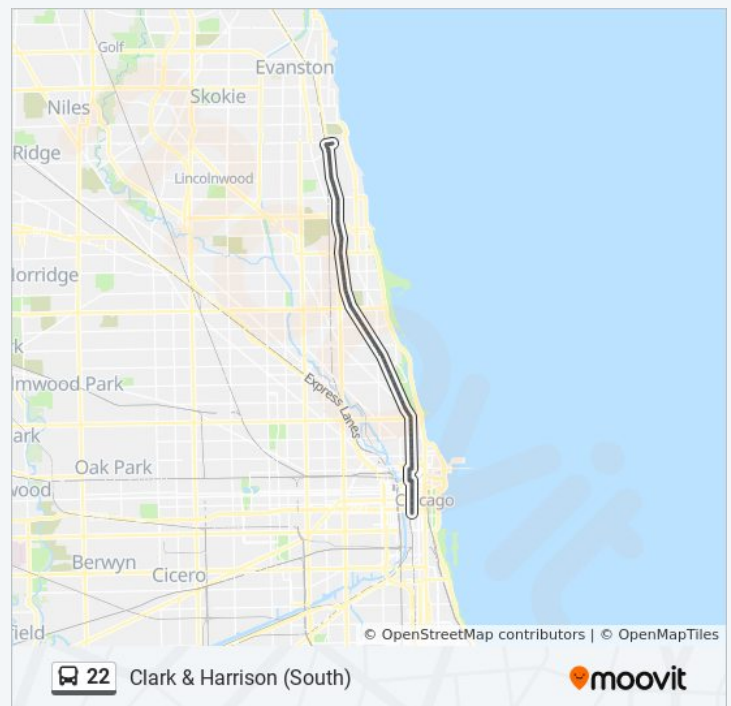 Golf
Evanston
Skokie
Niles
Ridge
Lincolnwood
lorridge
k
lmwood Park
Express Lanes
ark
Oak Park
wood
Chicago
Berwyn
Cicero
field
© OpenStreetMap contributors | © OpenMapTiles
22 Clark & Harrison (South)
moovit